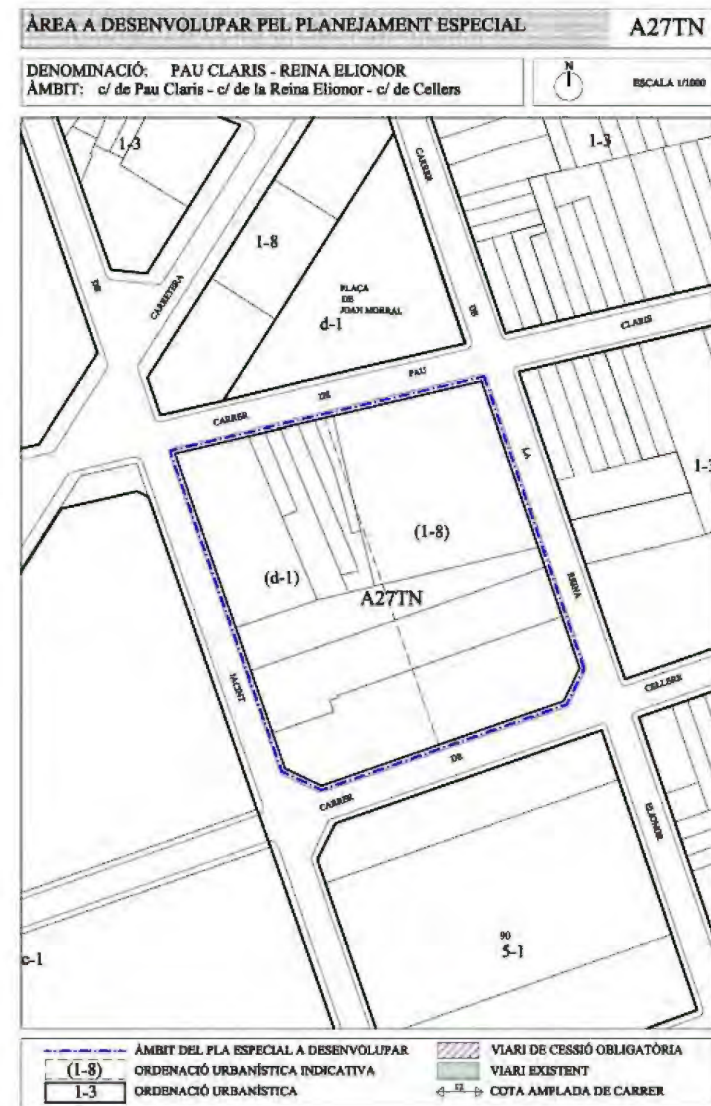 ÀREA A DESENVOLUPAR PEL PLANEJAMENT ESPECIAL
A27TN
DENOMINACIÓ: PAU CLARIS - REINA ELIONOR
ÀMBIT: c/ de Pau Claris - c/ de la Reina Elionor - c/ de Cellers
N
ESCALA 1/1000
1-3
CARRER
1-3
1-8
DE
CARRETERA
PLAÇA
DE
JOAN MORRAL
d-1
DE
CLARIS
PAU
DE
CARRER
LA
1-3
(1-8)
(d-1)
A27TN
REINA
JACINT
CELLERS
DE
CARRER
ELIONOR
90
5-1
c-1
ÀMBIT DEL PLA ESPECIAL A DESENVOLUPAR
(1-8) ORDENACIÓ URBANÍSTICA INDICATIVA
1-3 ORDENACIÓ URBANÍSTICA
VIARI DE CESSIÓ OBLIGATÒRIA
VIARI EXISTENT
12 COTA AMPLADA DE CARRER